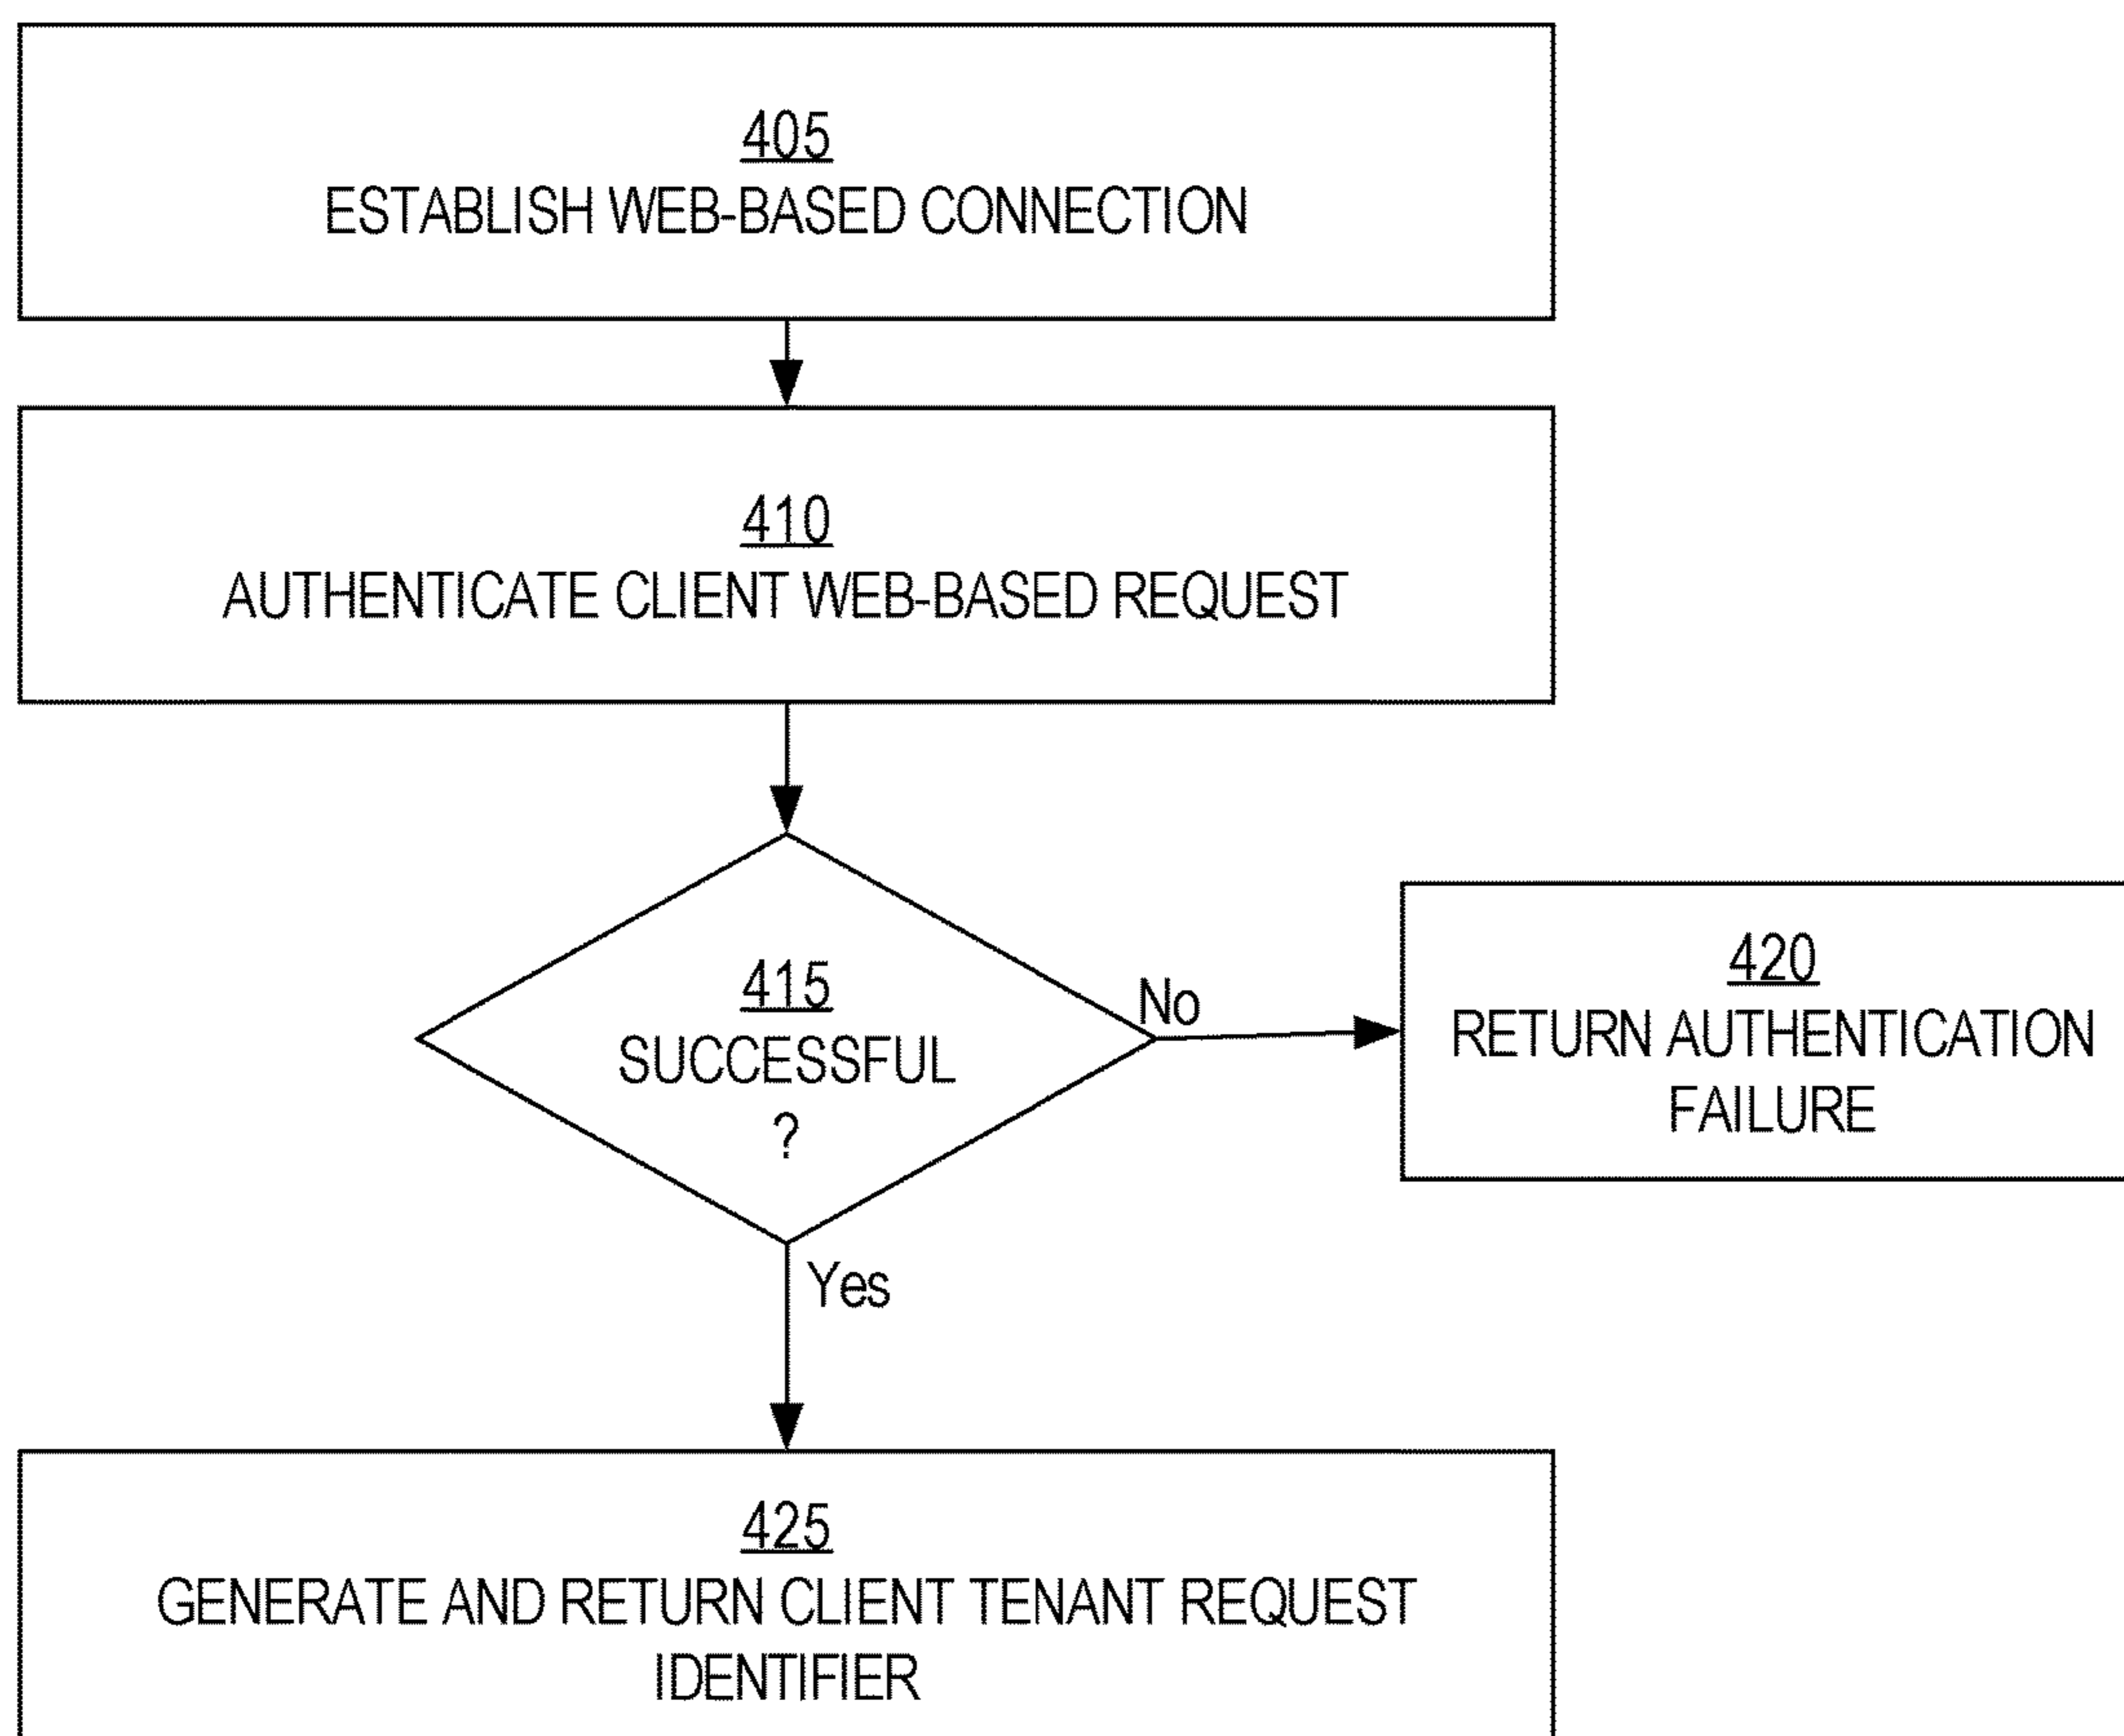 405
ESTABLISH WEB-BASED CONNECTION
410
AUTHENTICATE CLIENT WEB-BASED REQUEST
415
SUCCESSFUL
?
No
420
RETURN AUTHENTICATION
FAILURE
Yes
425
GENERATE AND RETURN CLIENT TENANT REQUEST
IDENTIFIER